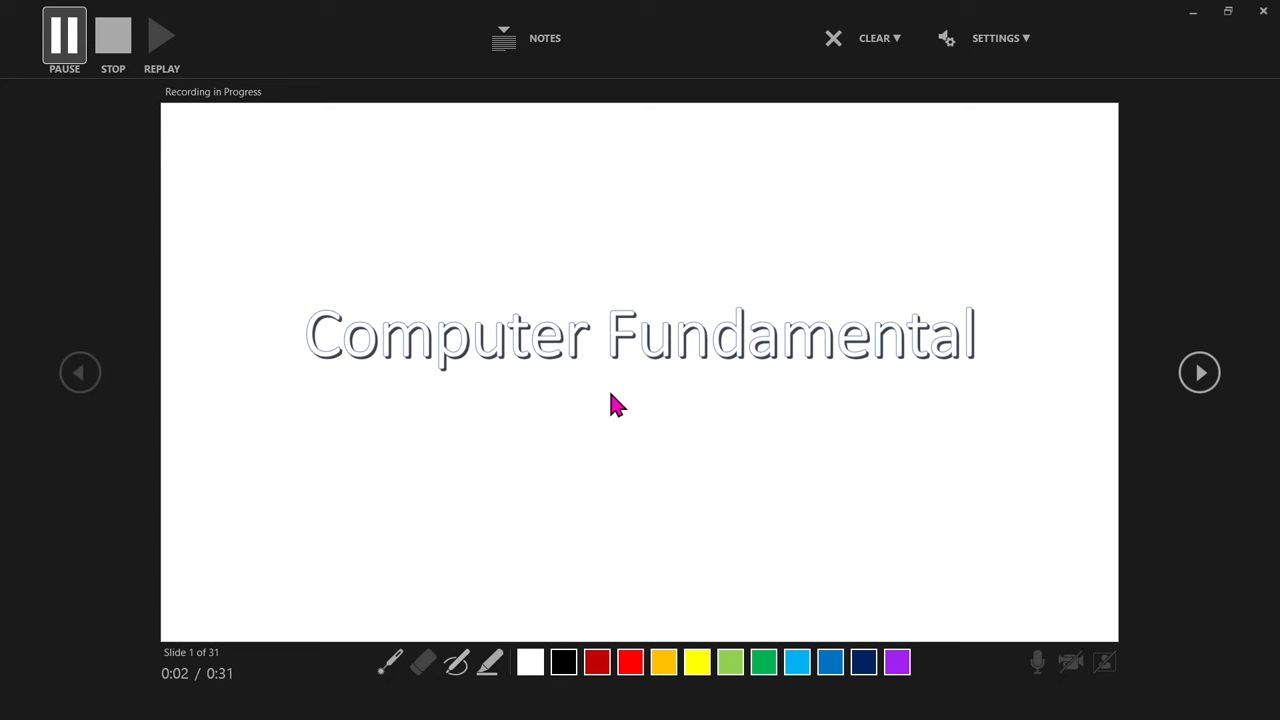 NOTES
CLEAR ▼
SETTINGS ▼
PAUSE
STOP
REPLAY
Recording in Progress
Computer Fundamental
Slide 1 of 31
0:02 / 0:31